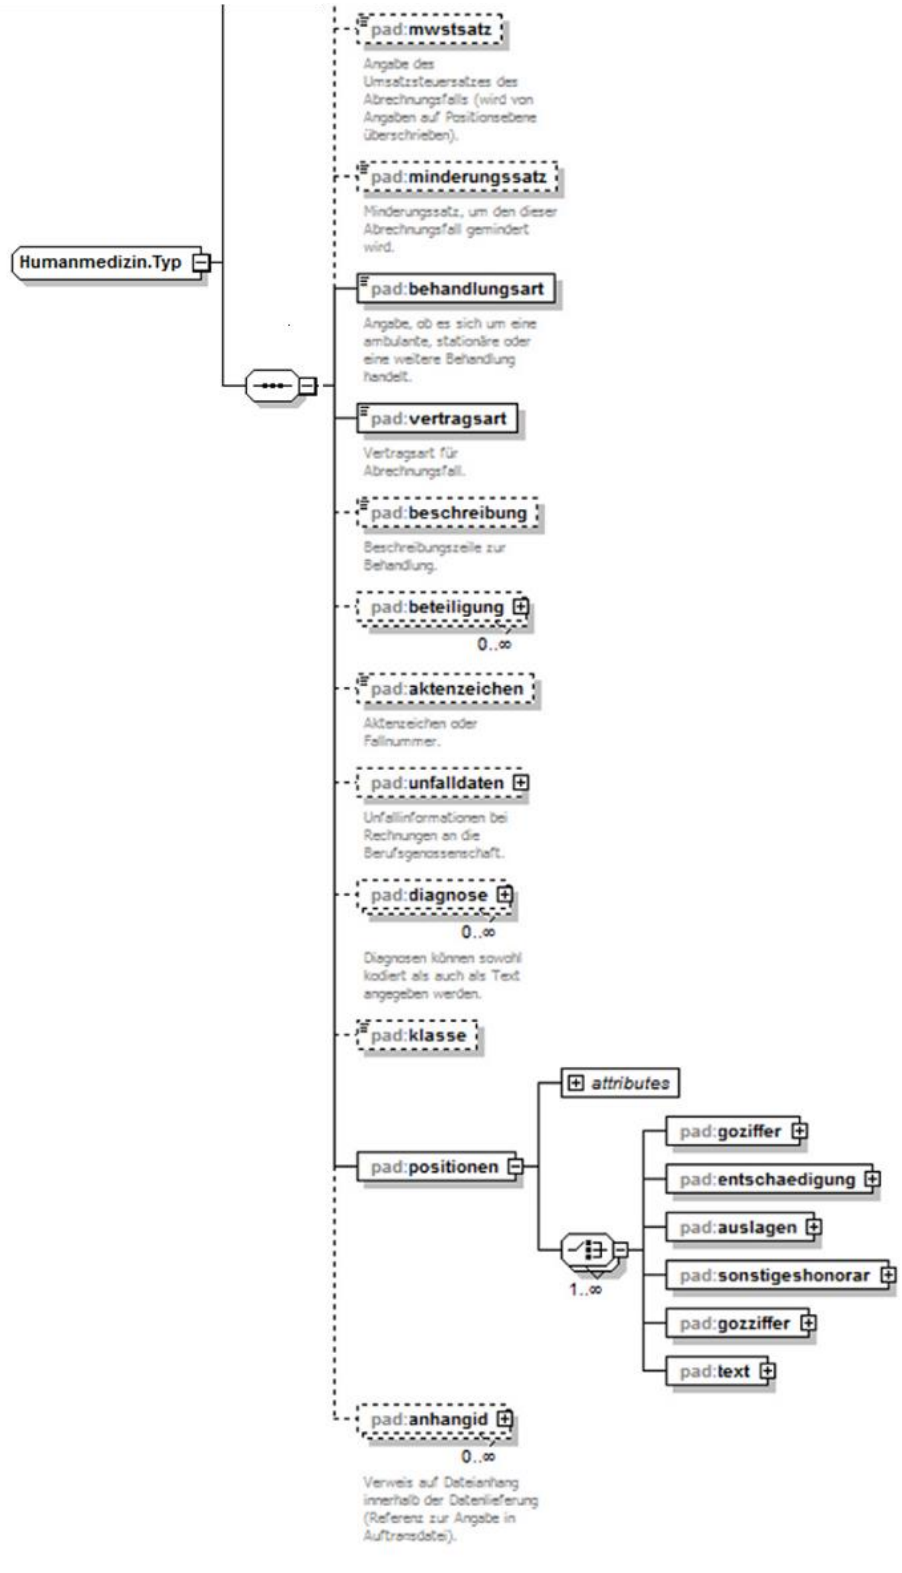 pad:mwstsatz
Angabe des
Umsatzsteuersatzes des
Abrechnungsfalls (wird von
Angaben auf Positionsebene
überschrieben).
pad:minderungssatz
Minderungssatz, um den dieser
Abrechnungsfall gemindert
wird.
Humanmedizin.Typ
pad:behandlungsart
Angabe, ob es sich um eine
ambulante, stationäre oder
eine weitere Behandlung
handelt.
pad:vertragsart
Vertragsart für
Abrechnungsfall.
pad:beschreibung
Beschreibungszeile zur
Behandlung.
pad:beteiligung
0..∞
pad:aktenzeichen
Aktenzeichen oder
Fallnummer.
pad:unfalldaten
Unfallinformationen bei
Rechnungen an die
Berufsgenossenschaft.
pad:diagnose
0..∞
Diagnosen können sowohl
kodiert als auch als Text
angegeben werden.
pad:klasse
attributes
pad:positionen
pad:goziffer
pad:entschaedigung
pad:auslagen
pad:sonstigeshonorar
1..∞
pad:gozziffer
pad:text
pad:anhangid
0..∞
Verweis auf Dateianhang
innerhalb der Datenlieferung
(Referenz zur Angabe in
Auftransdatei).